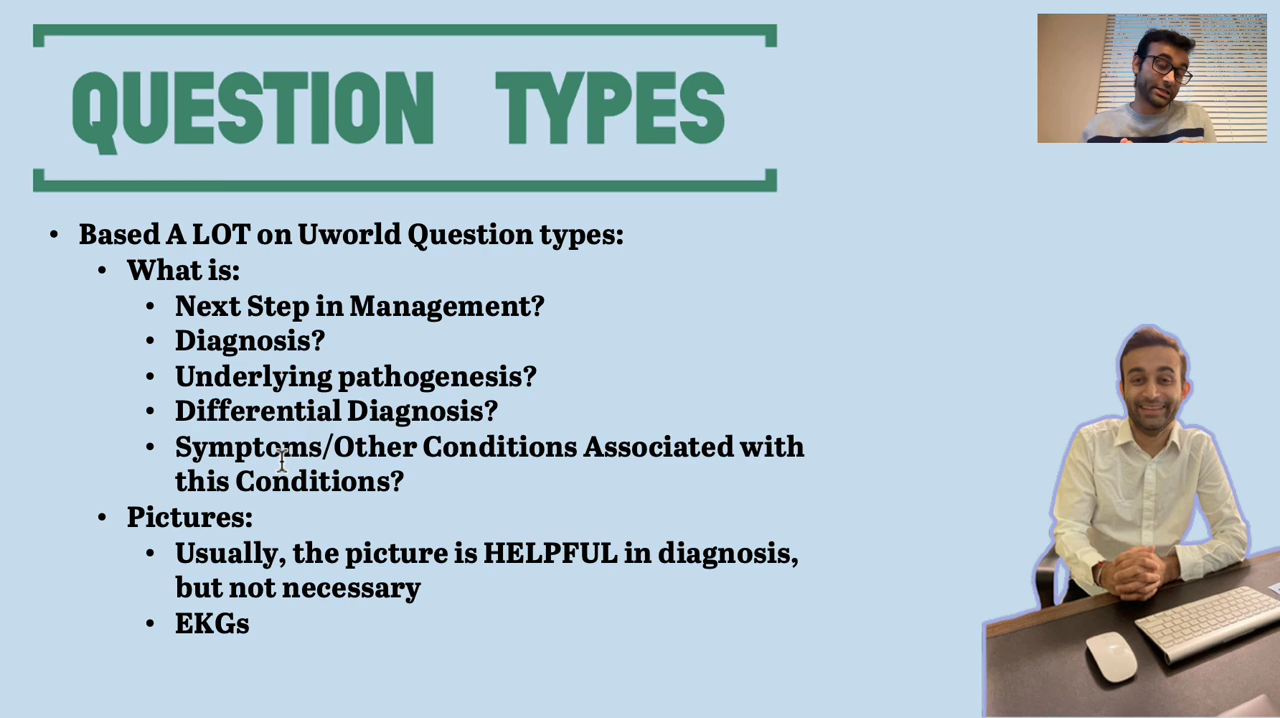 QUESTION TYPES
• Based A LOT on Uworld Question types:
• What is:
• Next Step in Management?
• Diagnosis?
• Underlying pathogenesis?
• Differential Diagnosis?
• Symptoms/Other Conditions Associated with
this Conditions?
• Pictures:
• Usually, the picture is HELPFUL in diagnosis,
but not necessary
• EKGs